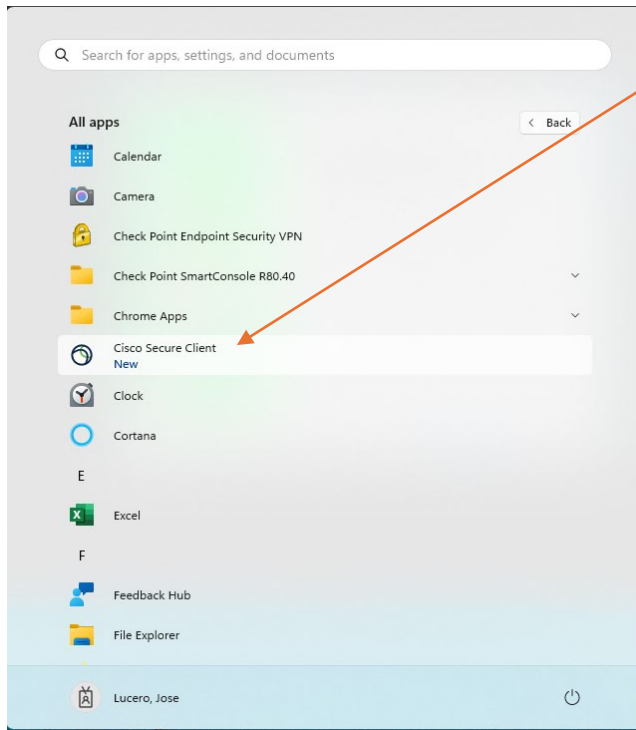 Search for apps, settings, and documents
All apps
Back
Calendar
Camera
Check Point Endpoint Security VPN
Check Point SmartConsole R80.40
Chrome Apps
Cisco Secure Client
New
Clock
Cortana
E
Excel
F
Feedback Hub
File Explorer
Lucero, Jose